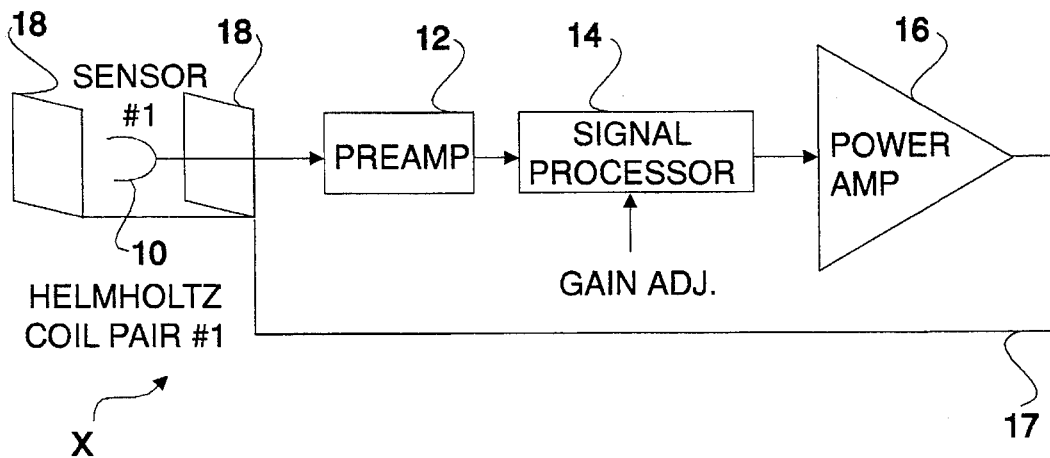 18
SENSOR
#1
18
12
14
16
PREAMP
SIGNAL
PROCESSOR
POWER
AMP
10
HELMHOLTZ
COIL PAIR #1
GAIN ADJ.
X
17